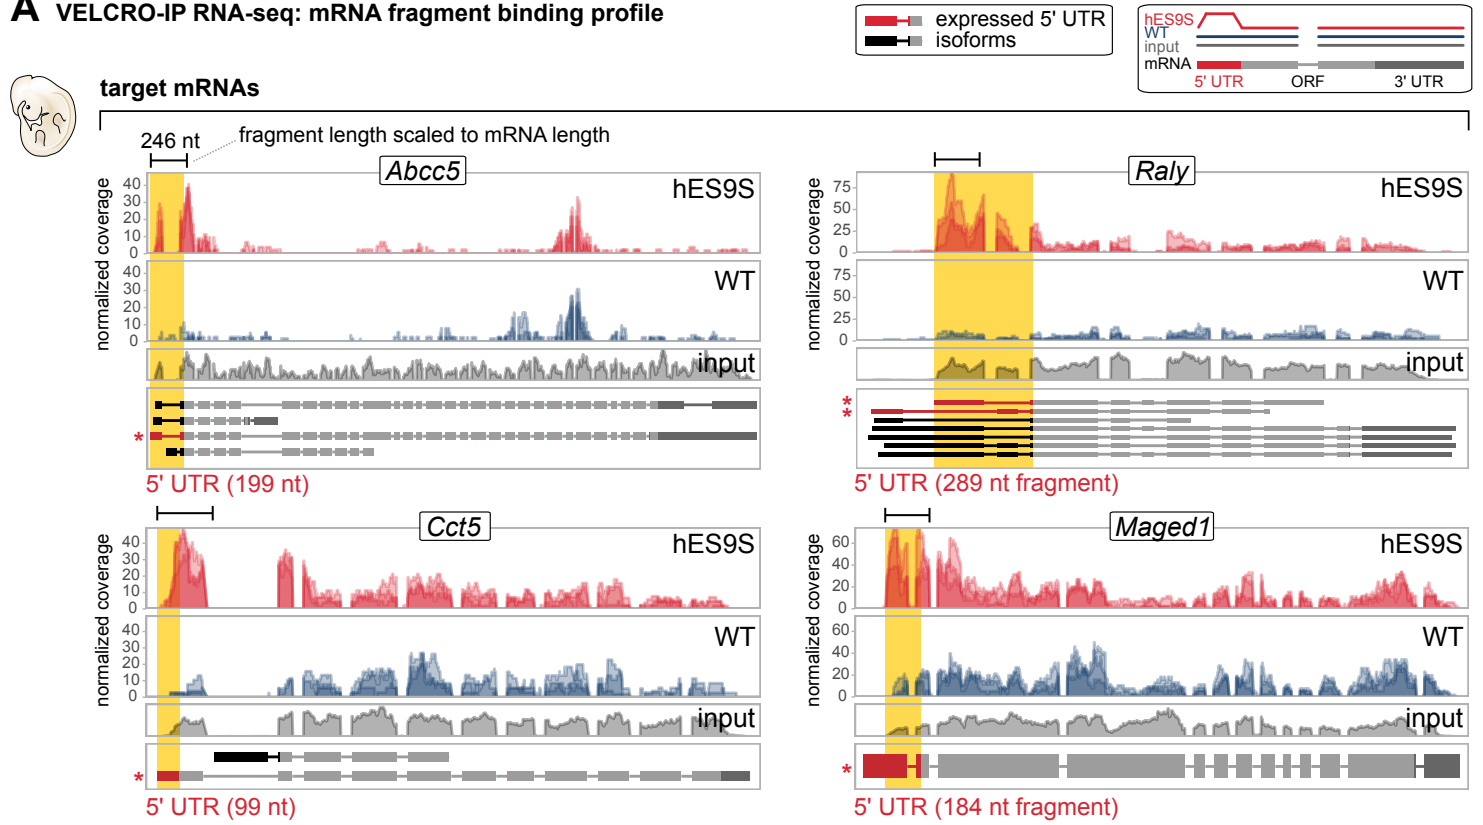 A VELCRO-IP RNA-seq: mRNA fragment binding profile
expressed 5' UTR
isoforms
hES9S
WT
input
mRNA
5' UTR ORF 3' UTR
target mRNAs
246 nt
fragment length scaled to mRNA length
Abcc5
normalized coverage
40
30
20
10
0
hES9S
40
30
20
10
0
WT
input
*
5' UTR (199 nt)
Raly
normalized coverage
75
50
25
0
hES9S
75
50
25
0
WT
input
*
*
5' UTR (289 nt fragment)
Cct5
normalized coverage
40
30
20
10
0
hES9S
40
30
20
10
0
WT
input
*
5' UTR (99 nt)
Maged1
normalized coverage
60
40
20
0
hES9S
60
40
20
0
WT
input
*
5' UTR (184 nt fragment)